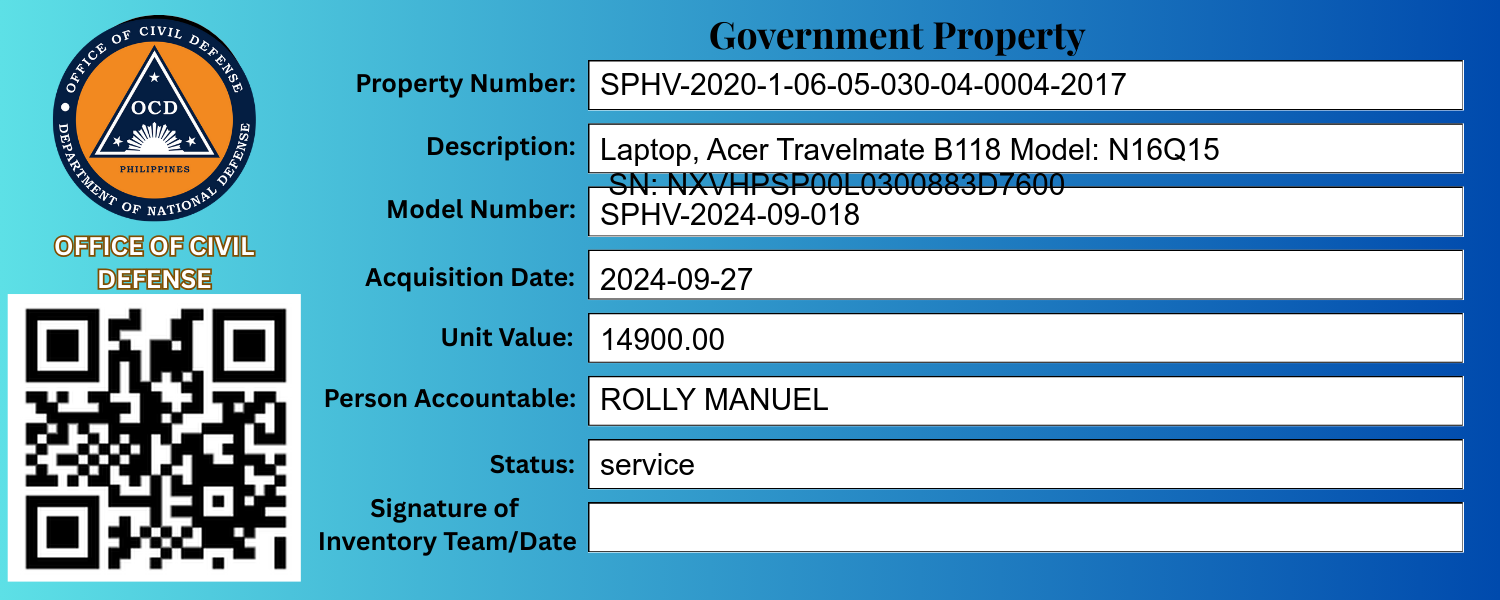 OFFICE OF CIVIL DEFENSE
OCD
PHILIPPINES
DEPARTMENT OF NATIONAL DEFENSE
OFFICE OF CIVIL
DEFENSE
Government Property
Property Number: SPHV-2020-1-06-05-030-04-0004-2017
Description: Laptop, Acer Travelmate B118 Model: N16Q15
SN: NXVHPSP00L0300883D7600
Model Number: SPHV-2024-09-018
Acquisition Date: 2024-09-27
Unit Value: 14900.00
Person Accountable: ROLLY MANUEL
Status: service
Signature of
Inventory Team/Date